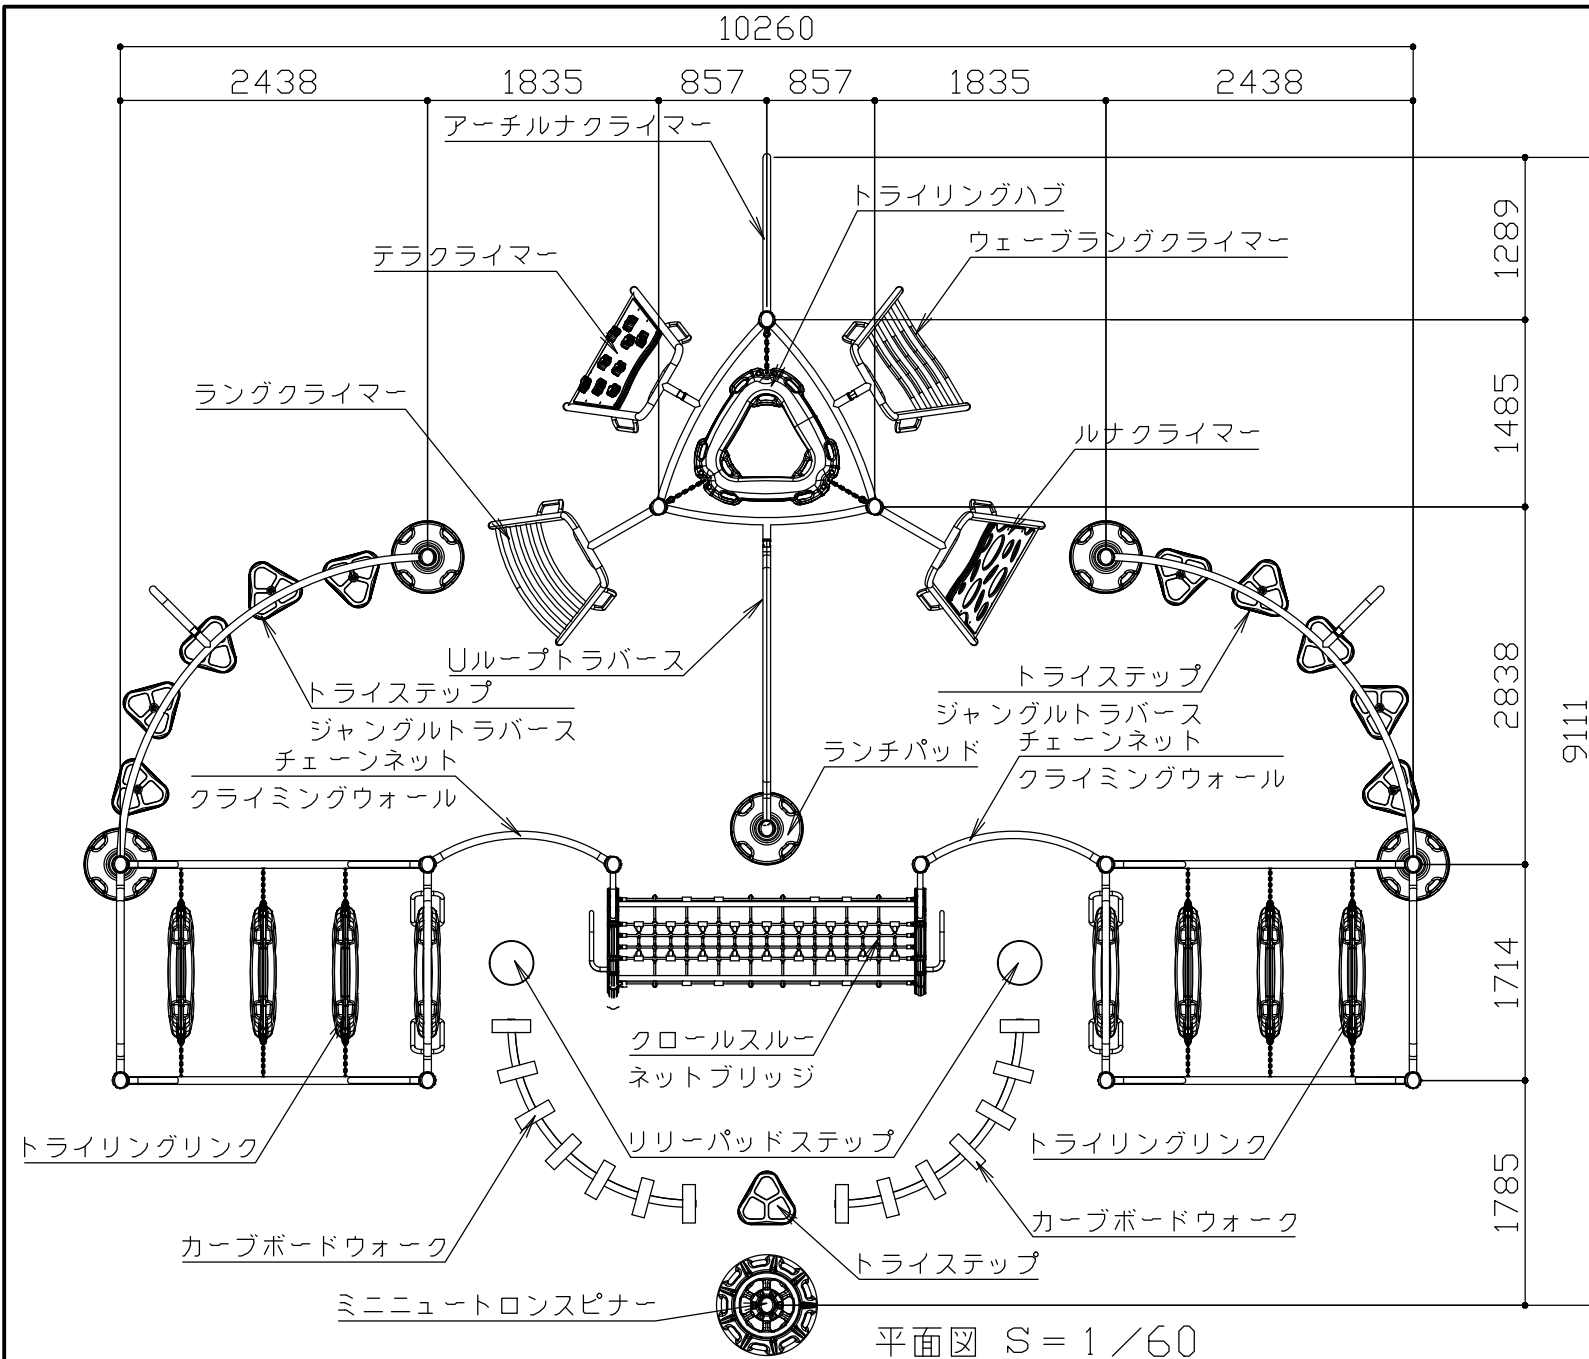 10260
2438 1835 857 857 1835 2438
アーチルナクライマー
トライリングハブ
ウェーブラングクライマー
テラクライマー
1289
ラングクライマー
1485
ルナクライマー
Uループトラバース
トライステップ
ジャングルトラバース
トライステップ
ジャングルトラバース
2838
9111
チェーンネット
クライミングウォール
ランチパッド
チェーンネット
クライミングウォール
1714
クロールスルー
ネットブリッジ
トライリングリンク
リリーパッドステップ
トライリングリンク
1785
カーブボードウォーク
カーブボードウォーク
トライステップ
ミニニュートロンスピナー
平面図 S=1/60